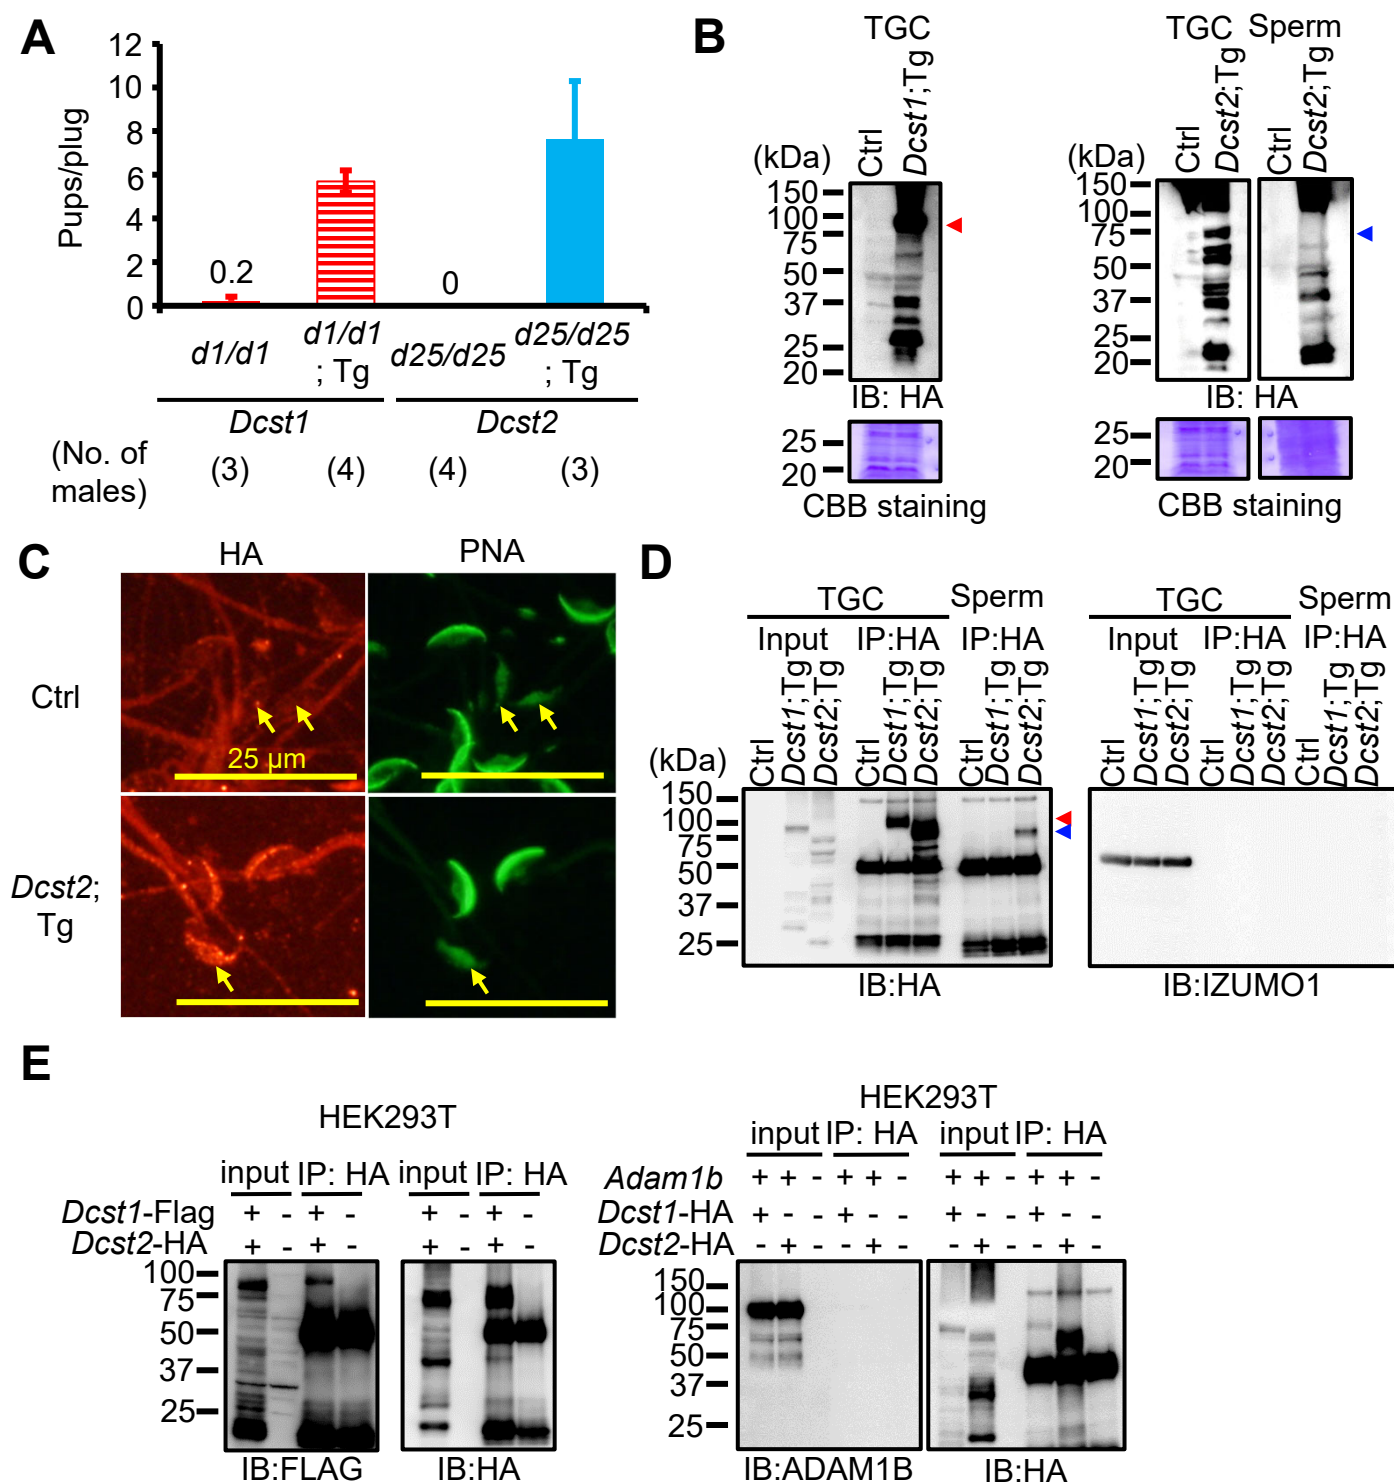 A
12
10
8
6
4
2
0
Pups/plug
0.2
0
d1/d1
d1/d1
; Tg
d25/d25
d25/d25
; Tg
Dcst1
Dcst2
(No. of
males)
(3)
(4)
(4)
(3)
B
TGC
Ctrl
Dcst1;Tg
(kDa)
150
100
75
50
37
25
20
IB: HA
25
20
CBB staining
TGC Sperm
Ctrl
Dcst2;Tg
Ctrl
Dcst2;Tg
(kDa)
150
100
75
50
37
25
20
IB: HA
25
20
CBB staining
C
HA
PNA
Ctrl
25 µm
Dcst2;
Tg
D
TGC
Sperm
Input
IP:HA
IP:HA
Ctrl
Dcst1;Tg
Dcst2;Tg
Ctrl
Dcst1;Tg
Dcst2;Tg
Ctrl
Dcst1;Tg
Dcst2;Tg
(kDa)
150
100
75
50
37
25
IB:HA
TGC
Sperm
Input
IP:HA
IP:HA
Ctrl
Dcst1;Tg
Dcst2;Tg
Ctrl
Dcst1;Tg
Dcst2;Tg
Ctrl
Dcst1;Tg
Dcst2;Tg
IB:IZUMO1
E
HEK293T
input IP: HA
input IP: HA
Dcst1-Flag + - + - + - + -
Dcst2-HA + - + - + - + -
100
75
50
37
25
IB:FLAG
IB:HA
HEK293T
input IP: HA input IP: HA
Adam1b + + - + + - + + - + + -
Dcst1-HA + - - + - - + - - + - -
Dcst2-HA - + - - + - - + - - + -
150
100
75
50
37
25
IB:ADAM1B
IB:HA